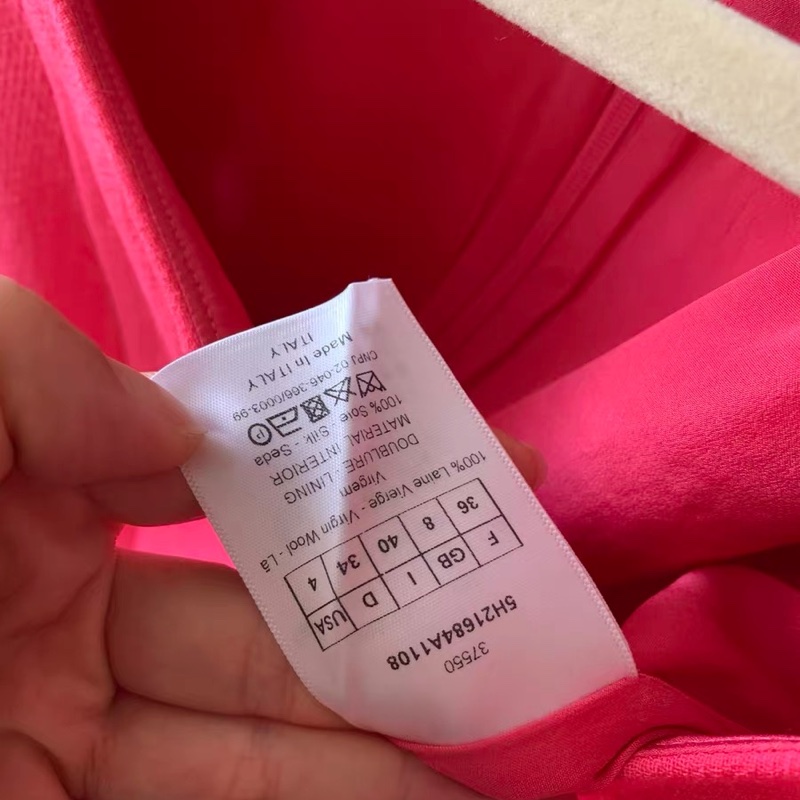 37550
5H21684A1108
F GB I D USA
36 8 40 34 4
100% Laine Vierge - Virgin Wool - Lã
Virgem
DOUBLURE - LINING
MATERIAL INTERIOR
100% Soie - Silk - Seda
CNPJ 02-046-366/0003-99
Made In ITALY
ITALY